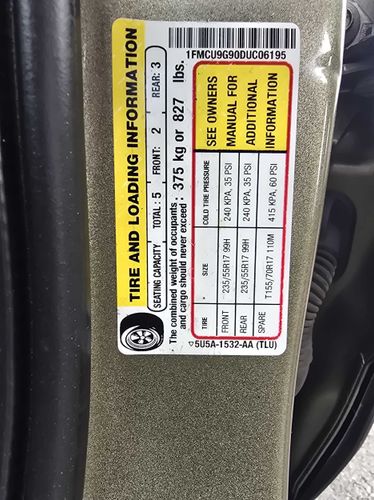 TIRE AND LOADING INFORMATION
SEATING CAPACITY TOTAL: 5 FRONT: 2 REAR: 3
The combined weight of occupants
and cargo should never exceed: 375 kg or 827 lbs.
TIRE SIZE COLD TIRE PRESSURE
FRONT 235/55R17 99H 240 KPA, 35 PSI
REAR 235/55R17 99H 240 KPA, 35 PSI
SPARE T155/70R17 110M 415 KPA, 60 PSI
SEE OWNERS
MANUAL FOR
ADDITIONAL
INFORMATION
▽5U5A-1532-AA (TLU)
1FMCU9G90DUC06195